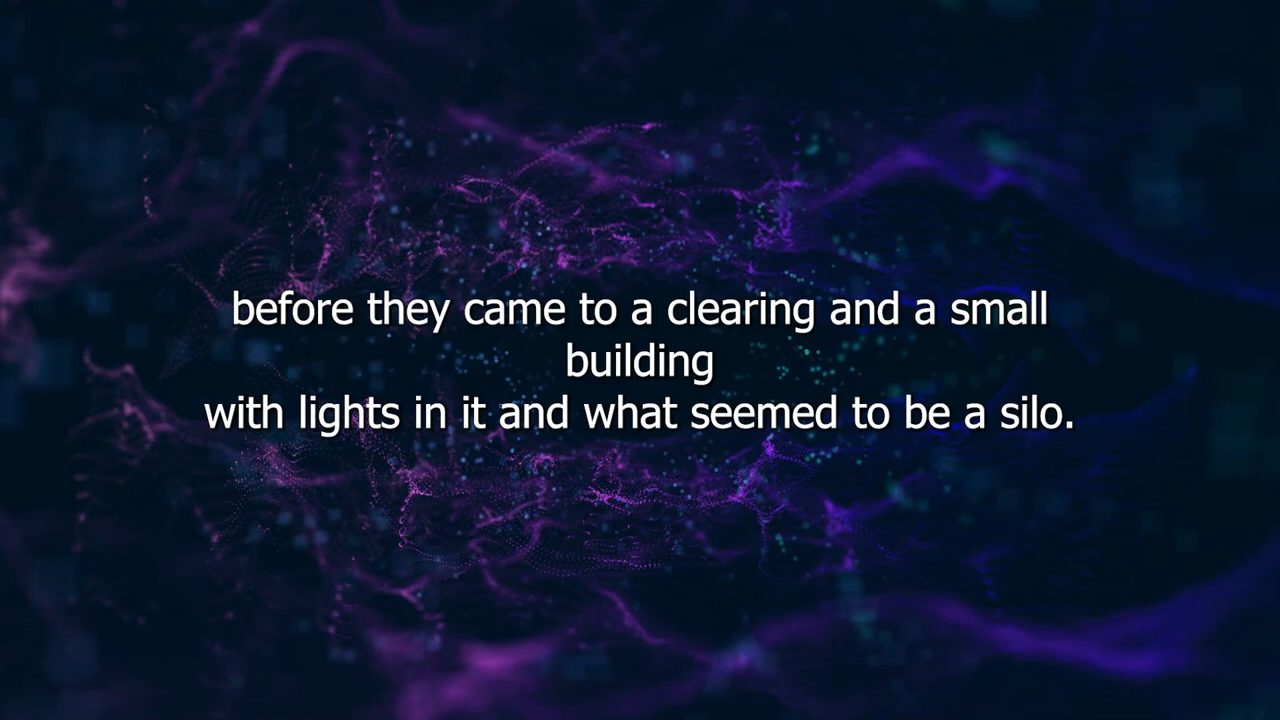 before they came to a clearing and a small
building
with lights in it and what seemed to be a silo.